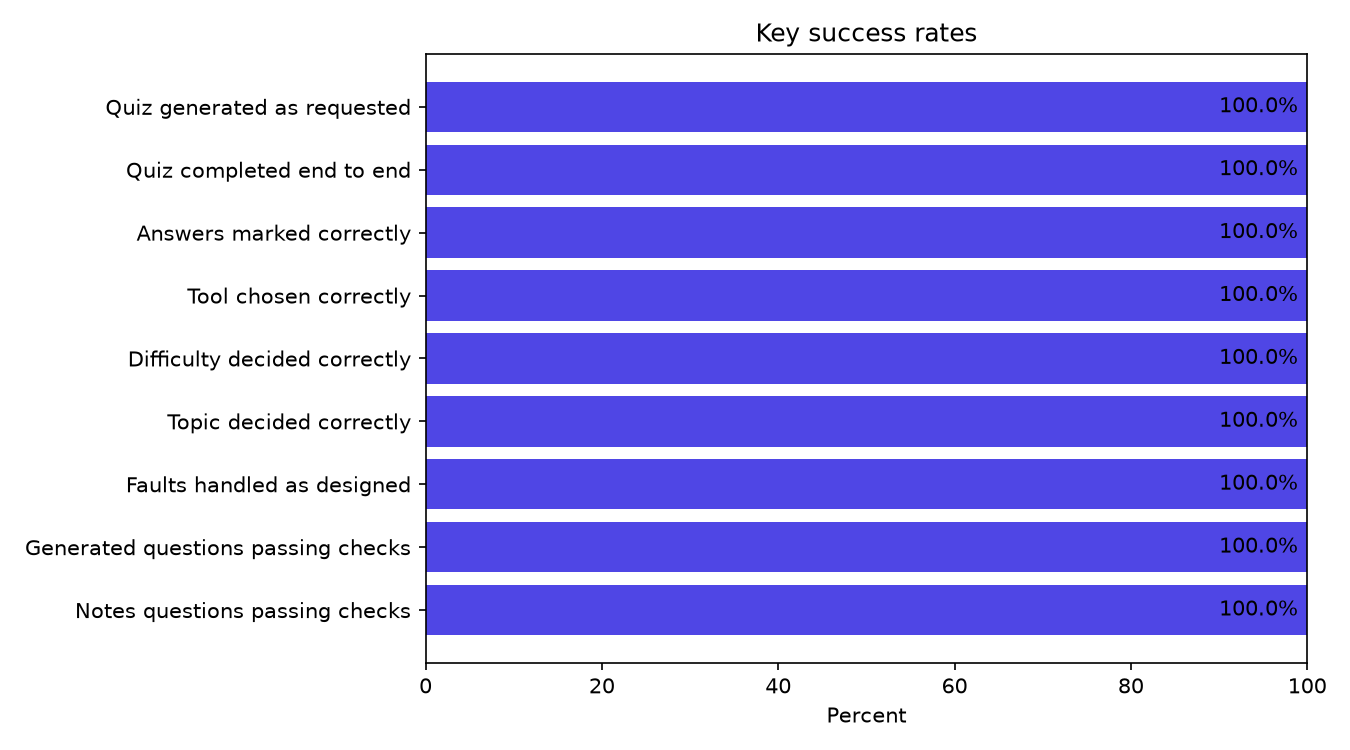 Key success rates
Quiz generated as requested 100.0%
Quiz completed end to end 100.0%
Answers marked correctly 100.0%
Tool chosen correctly 100.0%
Difficulty decided correctly 100.0%
Topic decided correctly 100.0%
Faults handled as designed 100.0%
Generated questions passing checks 100.0%
Notes questions passing checks 100.0%
0 20 40 60 80 100
Percent